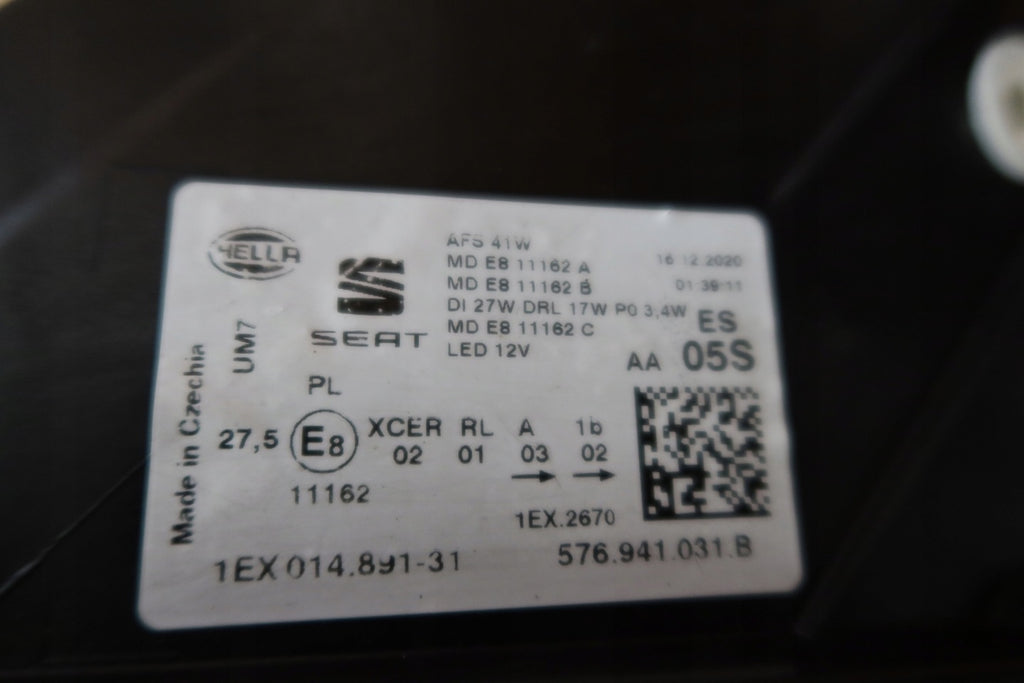 HELLA
SEAT
AFS 41W
MD E8 11162 A
MD E8 11162 B
DI 27W DRL 17W P0 3,4W
MD E8 11162 C
LED 12V
16.12.2020
01:39:11
ES
AA 05S
Made in Czechia
UM7
PL
27,5 E8 XCER RL A 1b
02 01 03 02
11162
1EX.2670
1EX 014.891-31
576.941.031.B